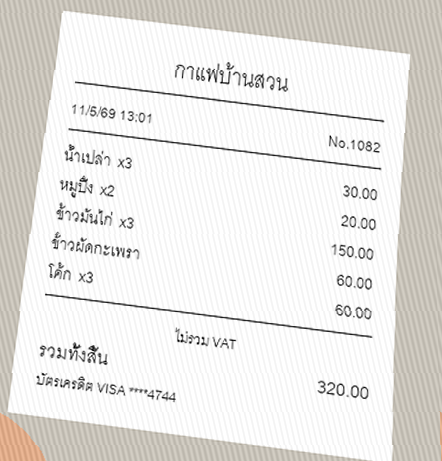 กาแฟบ้านสวน
11/5/69 13:01 No.1082
น้ำเปล่า x3 30.00
หมูปิ้ง x2 20.00
ข้าวมันไก่ x3 150.00
ข้าวผัดกะเพรา 60.00
โค้ก x3 60.00
ไม่รวม VAT
รวมทั้งสิ้น 320.00
บัตรเครดิต VISA ****4744